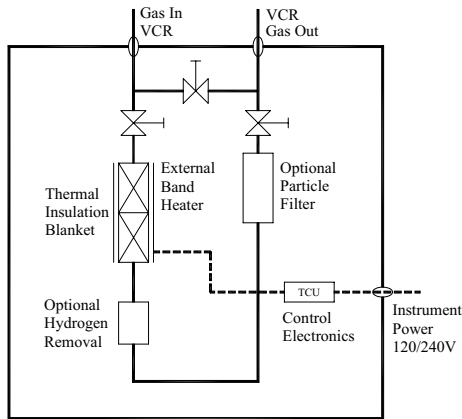 Gas In
VCR
VCR
Gas Out
Thermal
Insulation
Blanket
External
Band
Heater
Optional
Particle
Filter
TCU
Control
Electronics
Instrument
Power
120/240V
Optional
Hydrogen
Removal